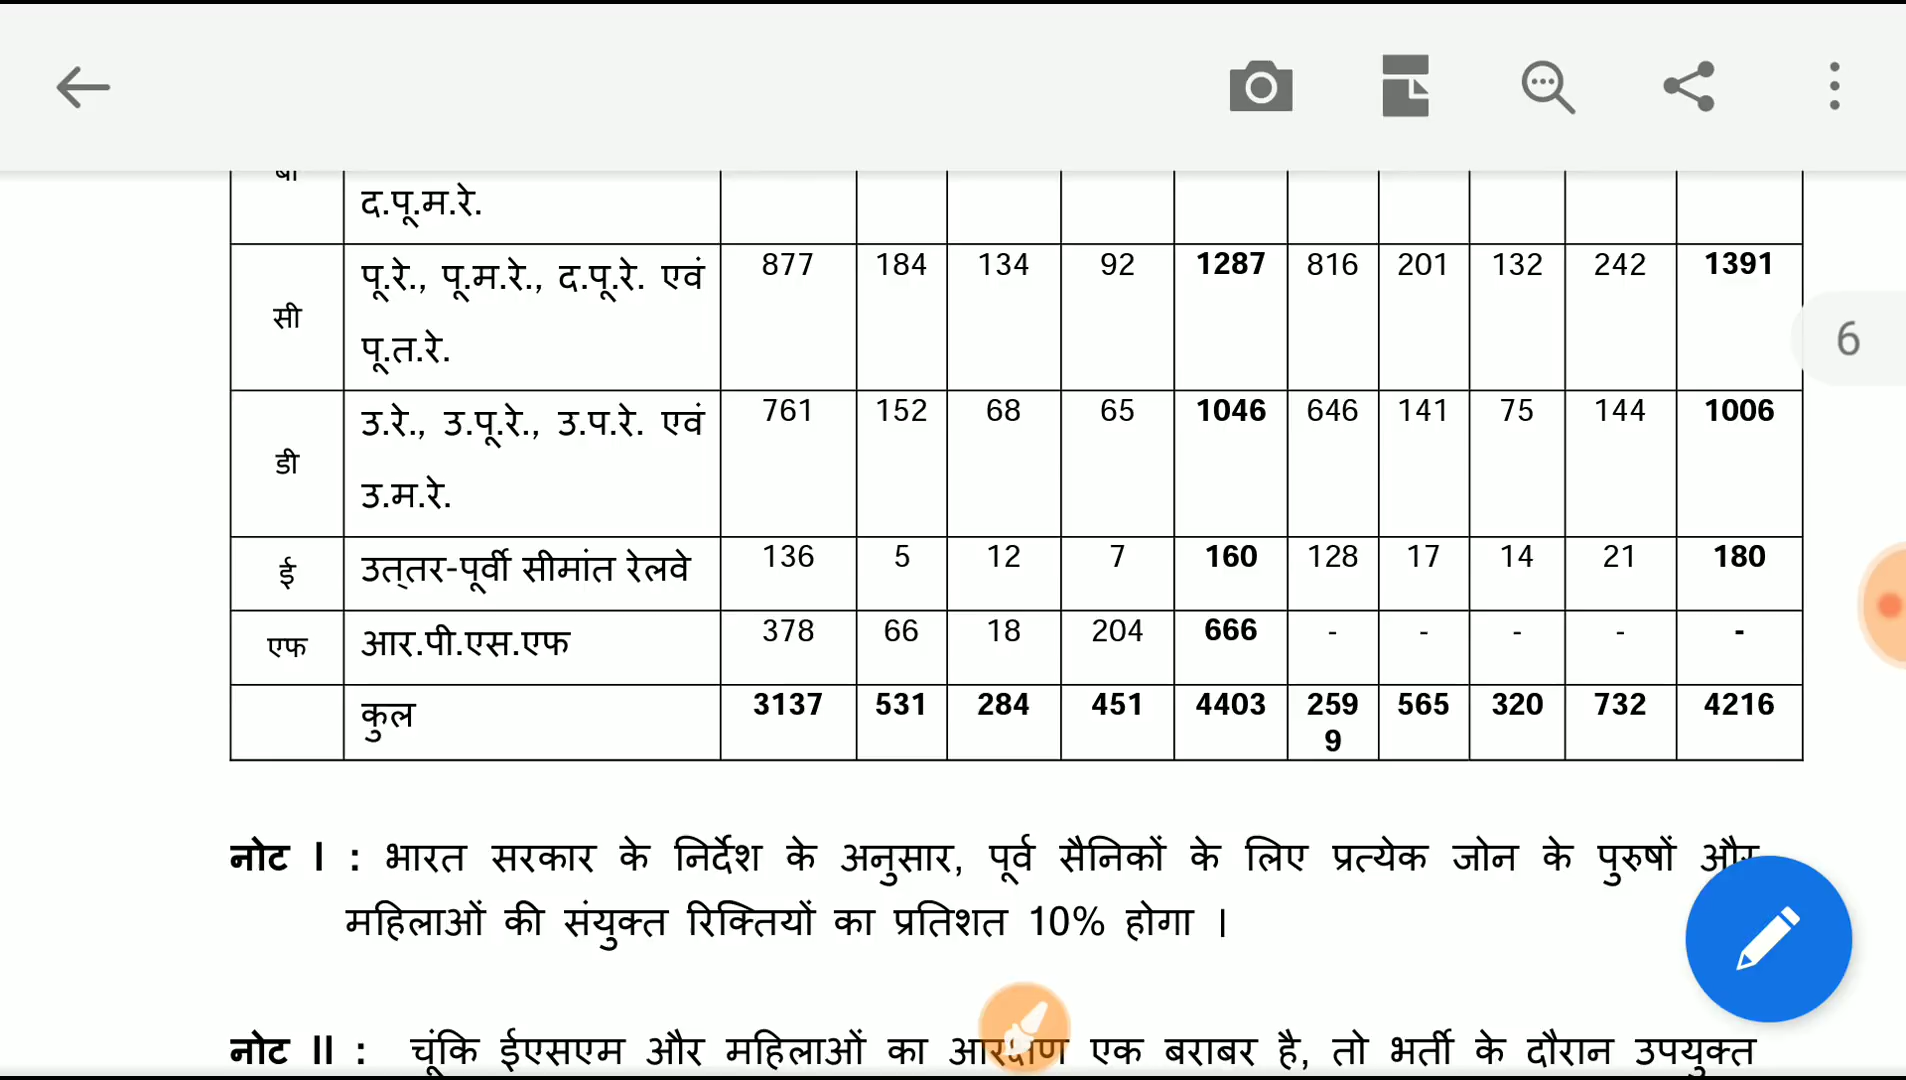 द.पू.म.रे.
सी पू.रे., पू.म.रे., द.पू.रे. एवं पू.त.रे. 877 184 134 92 1287 816 201 132 242 1391
6
डी उ.रे., उ.पू.रे., उ.प.रे. एवं उ.म.रे. 761 152 68 65 1046 646 141 75 144 1006
ई उत्‌तर-पूर्वी सीमांत रेलवे 136 5 12 7 160 128 17 14 21 180
एफ आर.पी.एस.एफ 378 66 18 204 666 - - - - -
कुल 3137 531 284 451 4403 2599 565 320 732 4216
नोट I : भारत सरकार के निर्देश के अनुसार, पूर्व सैनिकों के लिए प्रत्येक जोन के पुरुषों और
महिलाओं की संयुक्त रिक्तियों का प्रतिशत 10% होगा ।
नोट II : चूंकि ईएसएम और महिलाओं का आरक्षण एक बराबर है, तो भर्ती के दौरान उपयुक्त